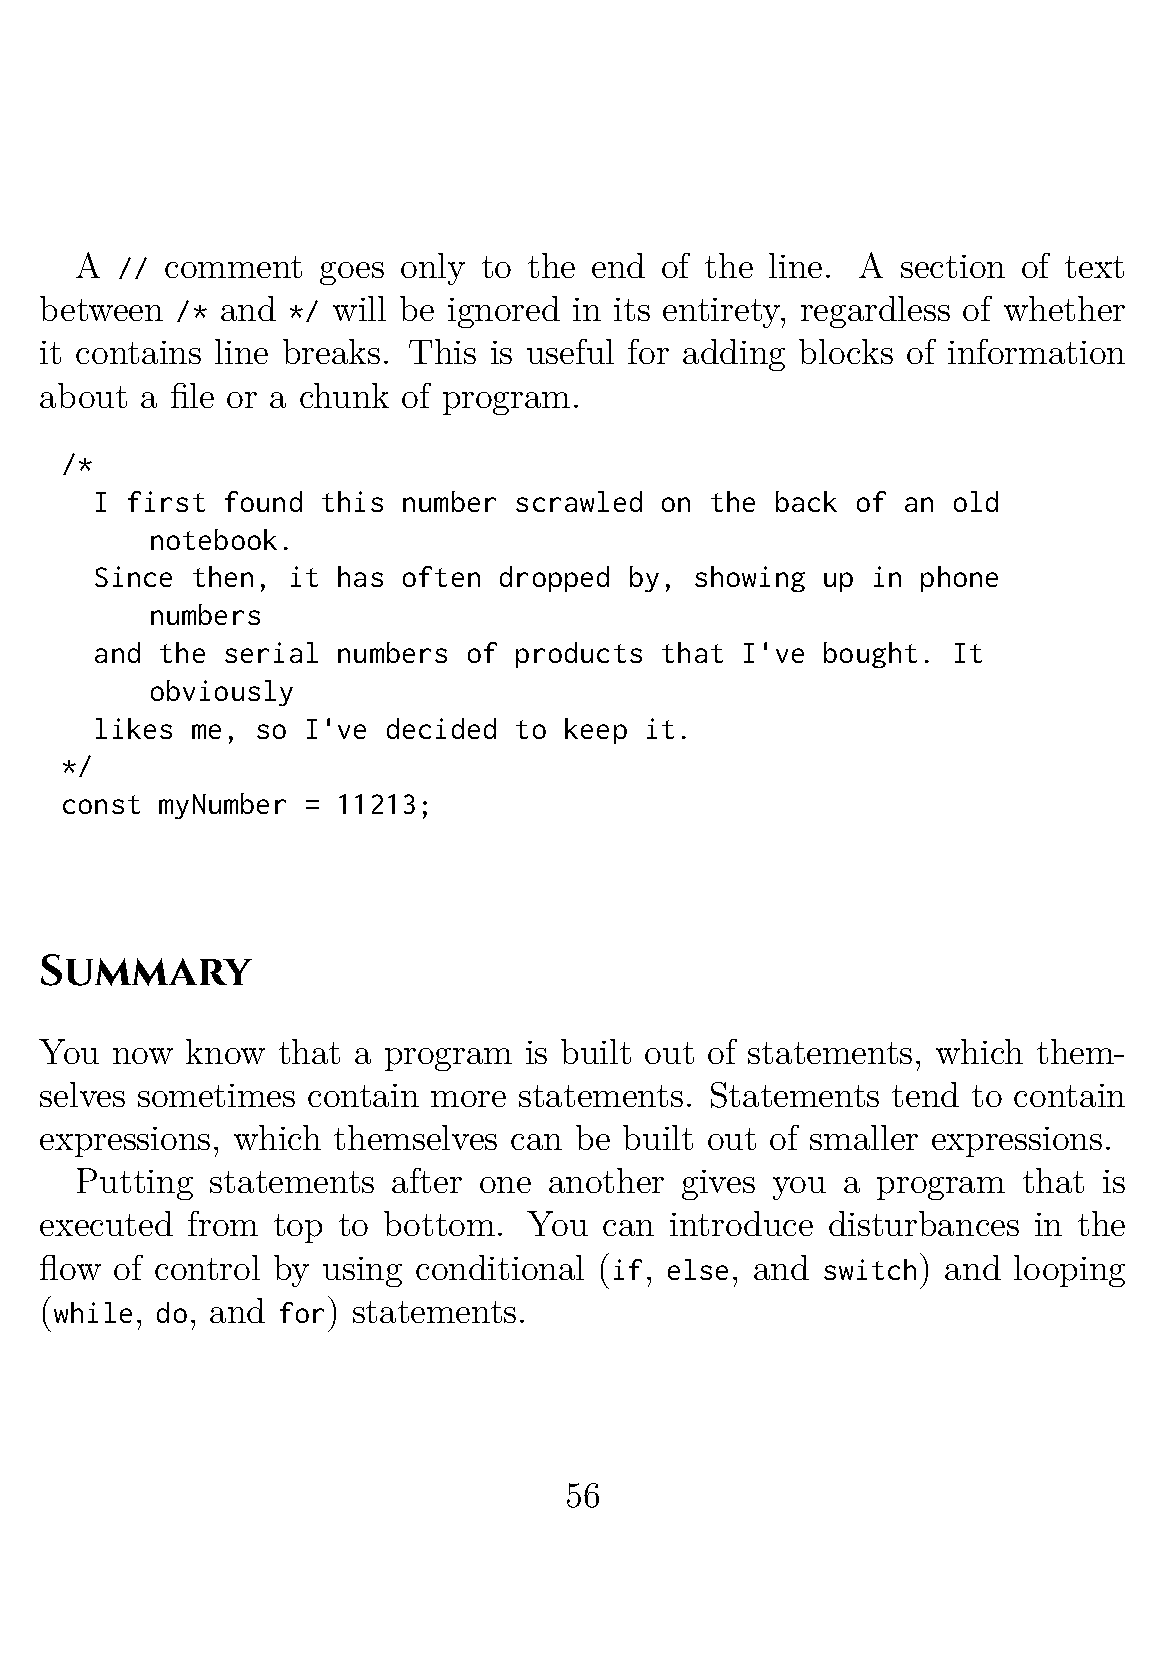 A // comment goes only to the end of the line. A section of text
between /* and */ will be ignored in its entirety, regardless of whether
it contains line breaks. This is useful for adding blocks of information
about a file or a chunk of program.
/*
I first found this number scrawled on the back of an old
notebook.
Since then, it has often dropped by, showing up in phone
numbers
and the serial numbers of products that I've bought. It
obviously
likes me, so I've decided to keep it.
*/
const myNumber = 11213;
Summary
You now know that a program is built out of statements, which them-
selves sometimes contain more statements. Statements tend to contain
expressions, which themselves can be built out of smaller expressions.
Putting statements after one another gives you a program that is
executed from top to bottom. You can introduce disturbances in the
flow of control by using conditional (if, else, and switch) and looping
(while, do, and for) statements.
56